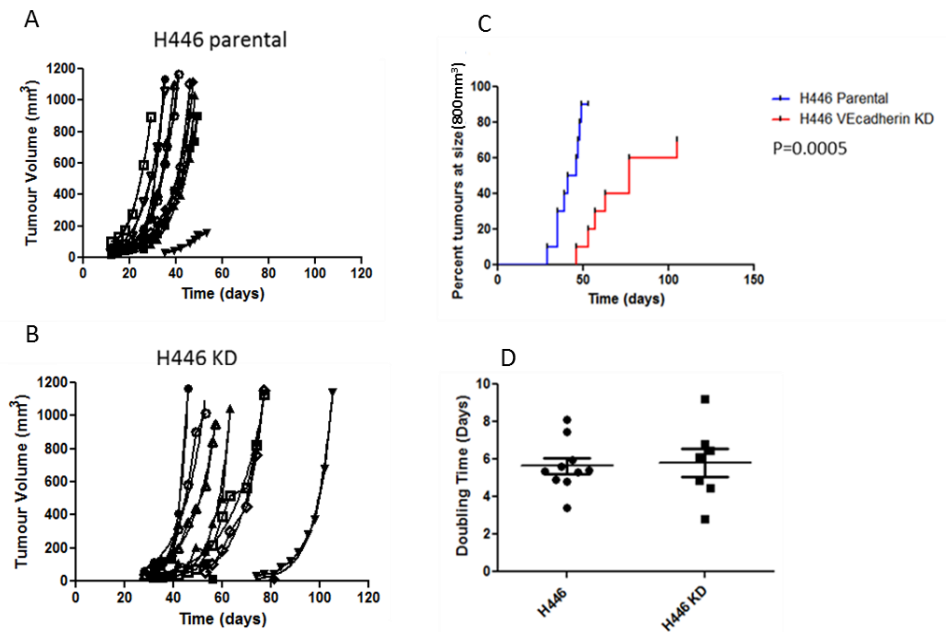 A
H446 parental
Tumour Volume (mm3)
1200
1000
800
600
400
200
0
0 20 40 60 80 100 120
Time (days)
B
H446 KD
Tumour Volume (mm3)
1200
1000
800
600
400
200
0
0 20 40 60 80 100 120
Time (days)
C
Percent tumours at size(800mm3)
100
80
60
40
20
0
0 50 100 150
Time (days)
H446 Parental
H446 VEcadherin KD
P=0.0005
D
Doubling Time (Days)
10
8
6
4
2
0
H446
H446 KD